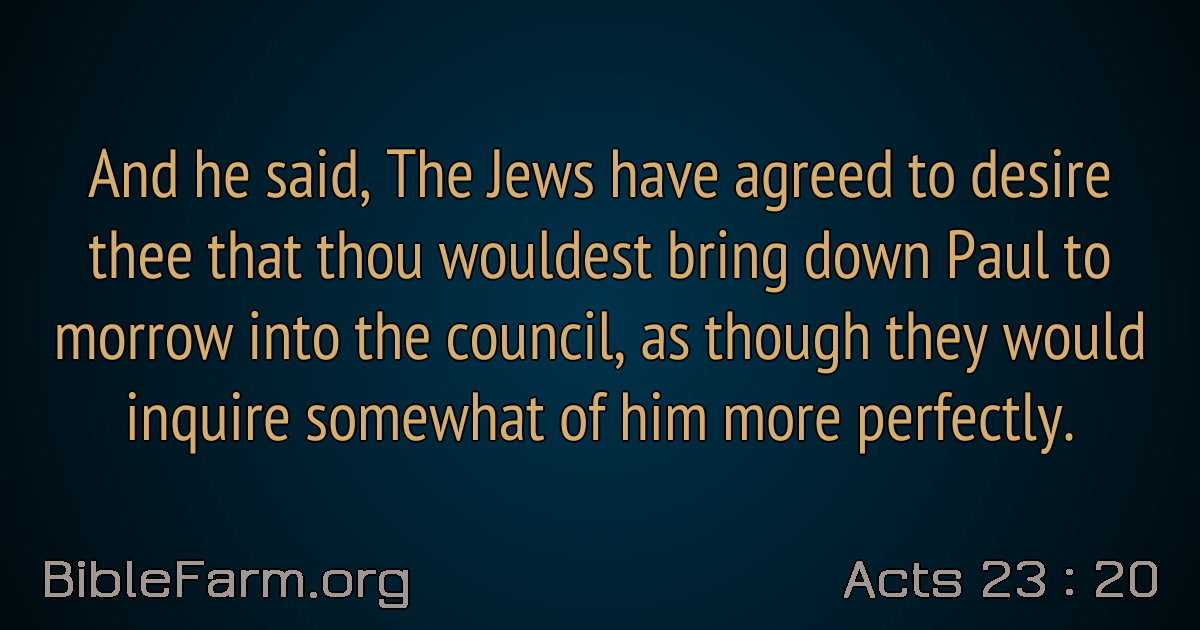 And he said, The Jews have agreed to desire
thee that thou wouldest bring down Paul to
morrow into the council, as though they would
inquire somewhat of him more perfectly.
BibleFarm.org
Acts 23 : 20